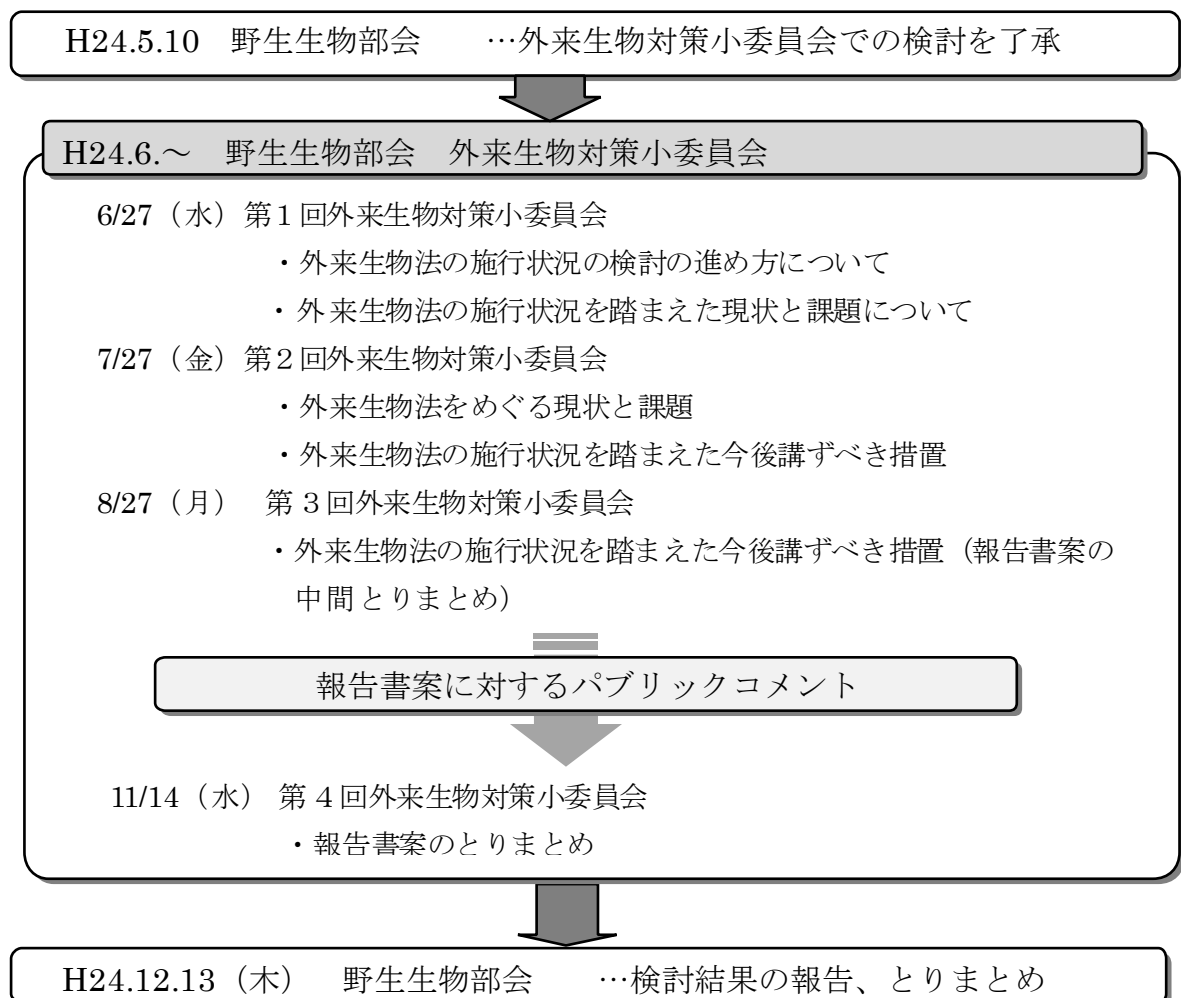 H24.5.10　野生生物部会　　…外来生物対策小委員会での検討を了承
H24.6.～　野生生物部会　外来生物対策小委員会
6/27（水）第１回外来生物対策小委員会
・外来生物法の施行状況の検討の進め方について
・外来生物法の施行状況を踏まえた現状と課題について
7/27（金）第２回外来生物対策小委員会
・外来生物法をめぐる現状と課題
・外来生物法の施行状況を踏まえた今後講ずべき措置
8/27（月）　第３回外来生物対策小委員会
・外来生物法の施行状況を踏まえた今後講ずべき措置（報告書案の
中間とりまとめ）
報告書案に対するパブリックコメント
11/14（水） 第４回外来生物対策小委員会
・報告書案のとりまとめ
H24.12.13（木）　野生生物部会　　…検討結果の報告、とりまとめ